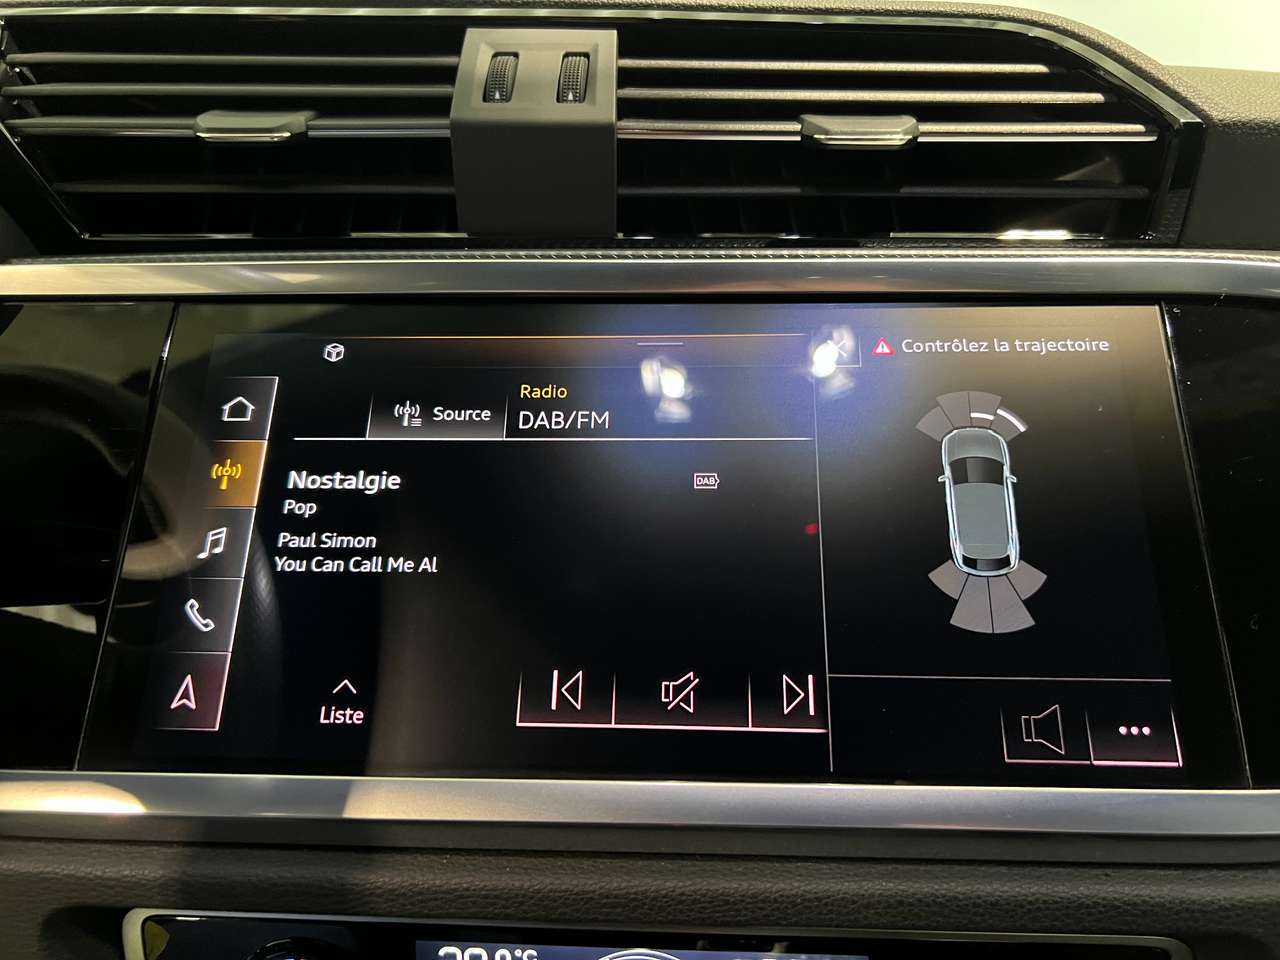 Contrôlez la trajectoire
Radio
Source
DAB/FM
Nostalgie
DAB
Pop
Paul Simon
You Can Call Me Al
Liste